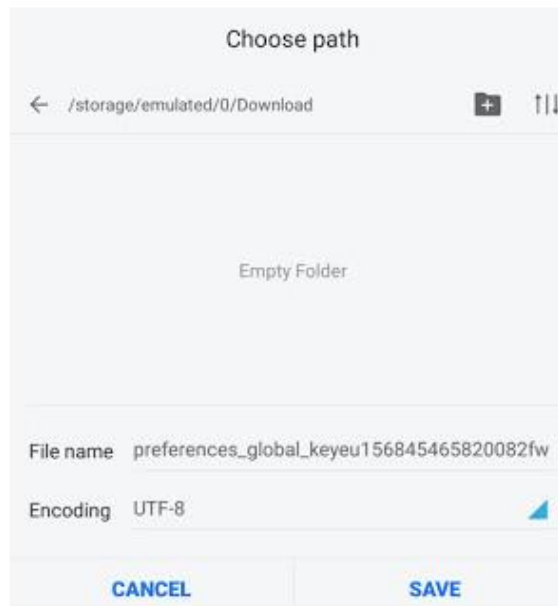 Choose path
/storage/emulated/0/Download
Empty Folder
File name preferences_global_keyeu156845465820082fw
Encoding UTF-8
CANCEL SAVE